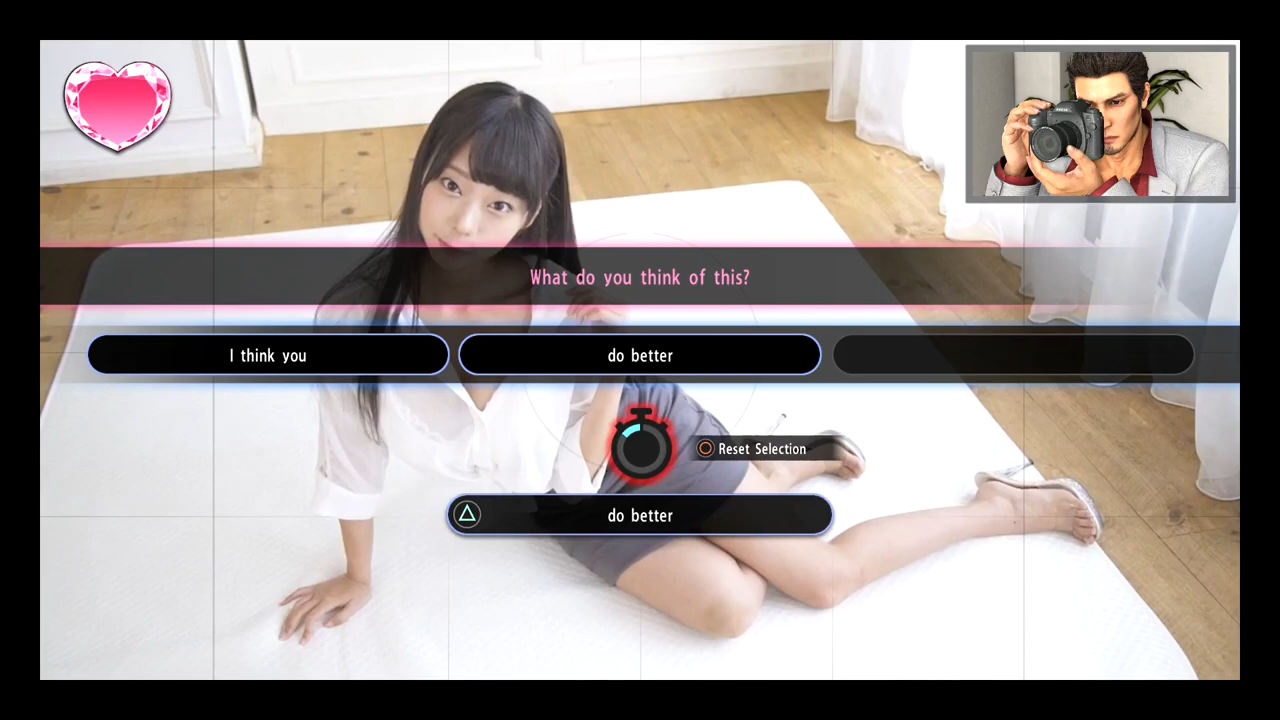 What do you think of this?
I think you
do better
Reset Selection
do better